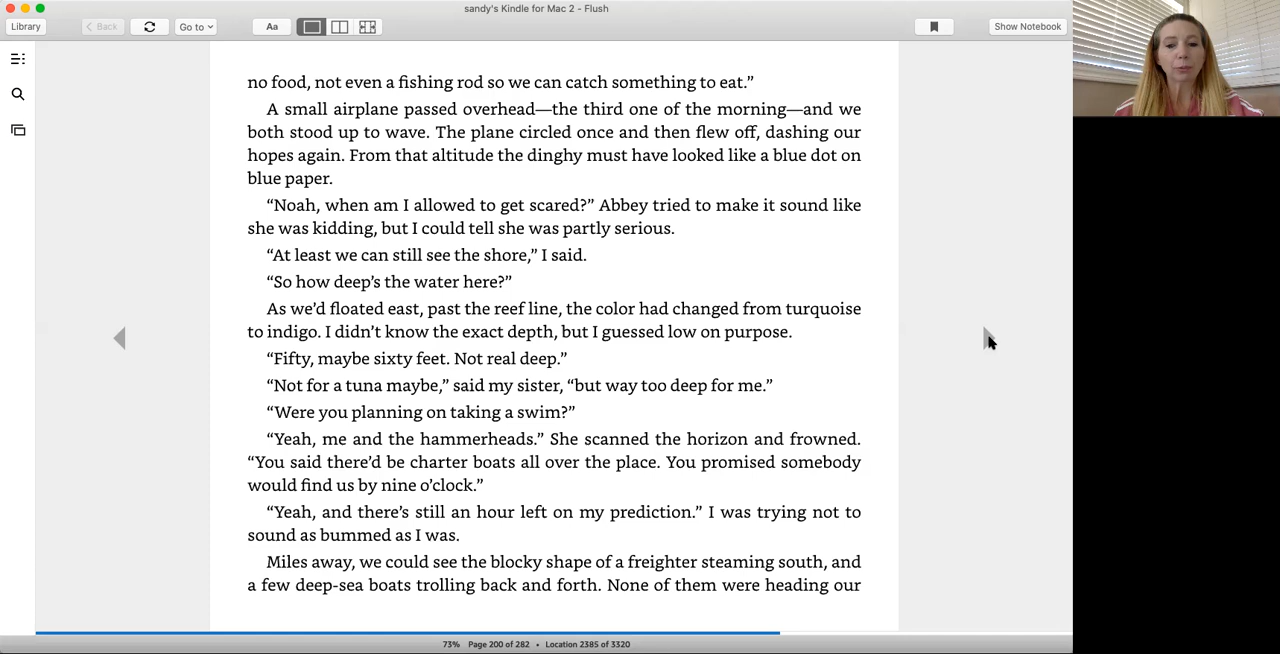 sandy's Kindle for Mac 2 - Flush
Library
Back
Go to
Aa
Show Notebook
no food, not even a fishing rod so we can catch something to eat.”
A small airplane passed overhead—the third one of the morning—and we
both stood up to wave. The plane circled once and then flew off, dashing our
hopes again. From that altitude the dinghy must have looked like a blue dot on
blue paper.
“Noah, when am I allowed to get scared?” Abbey tried to make it sound like
she was kidding, but I could tell she was partly serious.
“At least we can still see the shore,” I said.
“So how deep’s the water here?”
As we’d floated east, past the reef line, the color had changed from turquoise
to indigo. I didn’t know the exact depth, but I guessed low on purpose.
“Fifty, maybe sixty feet. Not real deep.”
“Not for a tuna maybe,” said my sister, “but way too deep for me.”
“Were you planning on taking a swim?”
“Yeah, me and the hammerheads.” She scanned the horizon and frowned.
“You said there’d be charter boats all over the place. You promised somebody
would find us by nine o’clock.”
“Yeah, and there’s still an hour left on my prediction.” I was trying not to
sound as bummed as I was.
Miles away, we could see the blocky shape of a freighter steaming south, and
a few deep-sea boats trolling back and forth. None of them were heading our
73% Page 200 of 282 • Location 2385 of 3320